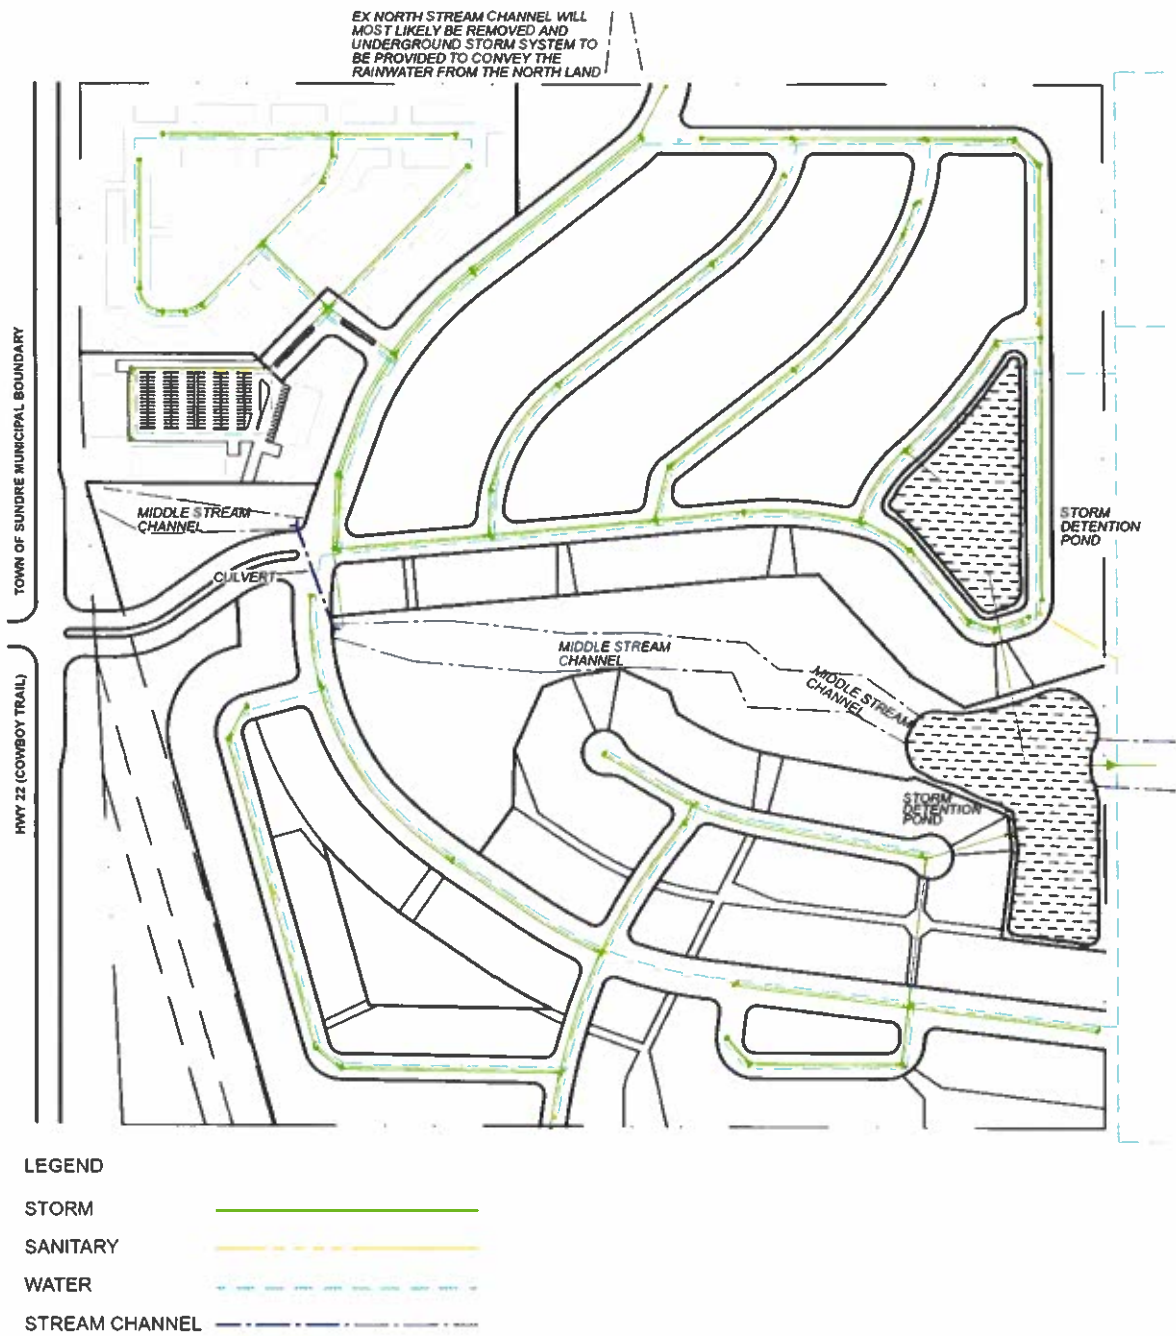 EX NORTH STREAM CHANNEL WILL
MOST LIKELY BE REMOVED AND
UNDERGROUND STORM SYSTEM TO
BE PROVIDED TO CONVEY THE
RAINWATER FROM THE NORTH LAND
TOWN OF SUNDRE MUNICIPAL BOUNDARY
MIDDLE STREAM
CHANNEL
STORM
DETENTION
POND
CULVERT
MIDDLE STREAM
CHANNEL
MIDDLE STREAM
CHANNEL
HWY 22 (COWBOY TRAIL)
STORM
DETENTION
POND
LEGEND
STORM
SANITARY
WATER
STREAM CHANNEL